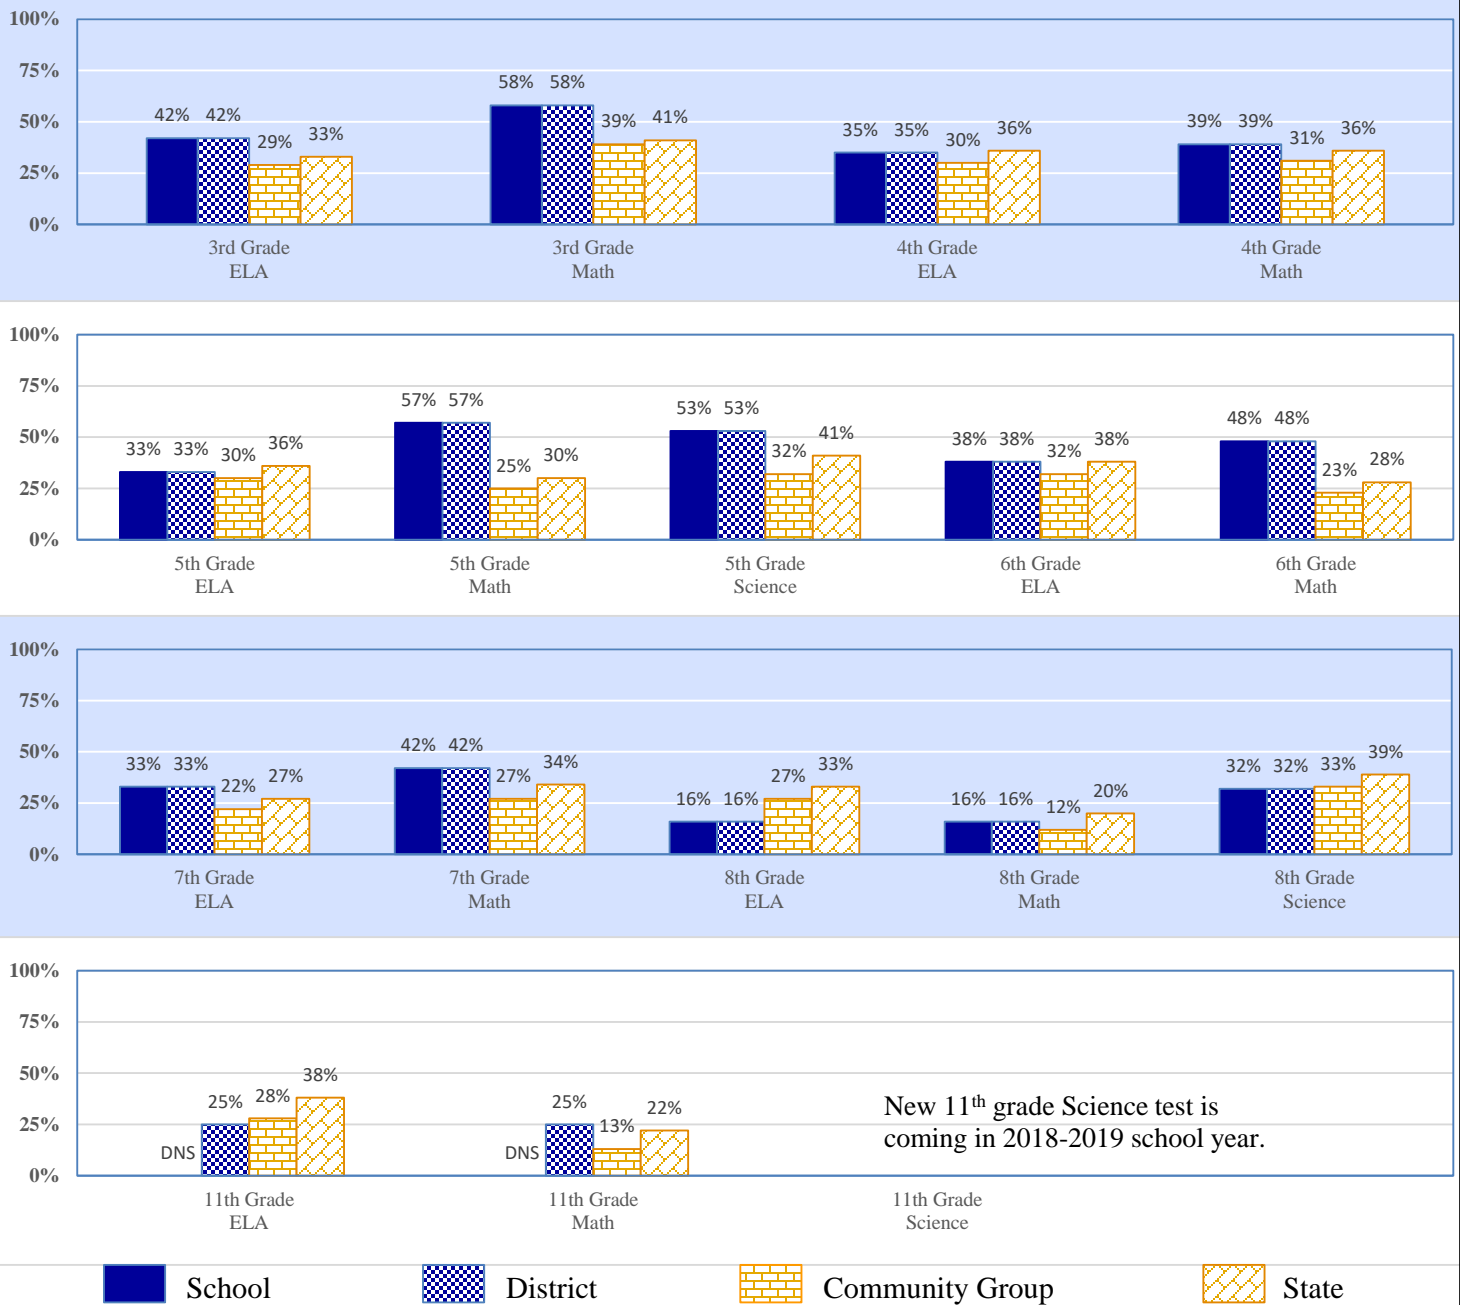 100%
75%
50%
25%
0%
42% 42% 29% 33%
58% 58% 39% 41%
35% 35% 30% 36%
39% 39% 31% 36%
3rd Grade
ELA
3rd Grade
Math
4th Grade
ELA
4th Grade
Math
100%
75%
50%
25%
0%
33% 33% 30% 36%
57% 57% 25% 30%
53% 53% 32% 41%
38% 38% 32% 38%
48% 48% 23% 28%
5th Grade
ELA
5th Grade
Math
5th Grade
Science
6th Grade
ELA
6th Grade
Math
100%
75%
50%
25%
0%
33% 33% 22% 27%
42% 42% 27% 34%
16% 16% 27% 33%
16% 16% 12% 20%
32% 32% 33% 39%
7th Grade
ELA
7th Grade
Math
8th Grade
ELA
8th Grade
Math
8th Grade
Science
100%
75%
50%
25%
0%
DNS 25% 28% 38%
DNS 25% 13% 22%
New 11th grade Science test is
coming in 2018-2019 school year.
11th Grade
ELA
11th Grade
Math
11th Grade
Science
School District Community Group State